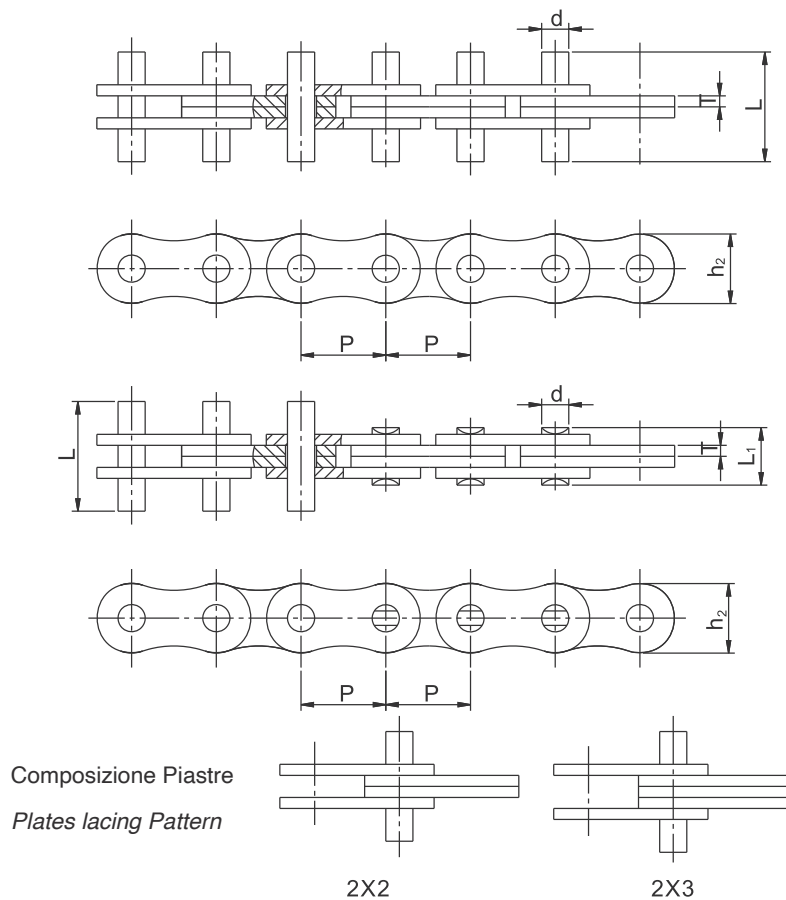 d
T
L
h₂
P P
d
L
T
L₁
h₂
P P
Composizione Piastre
Plates lacing Pattern
2X2 2X3